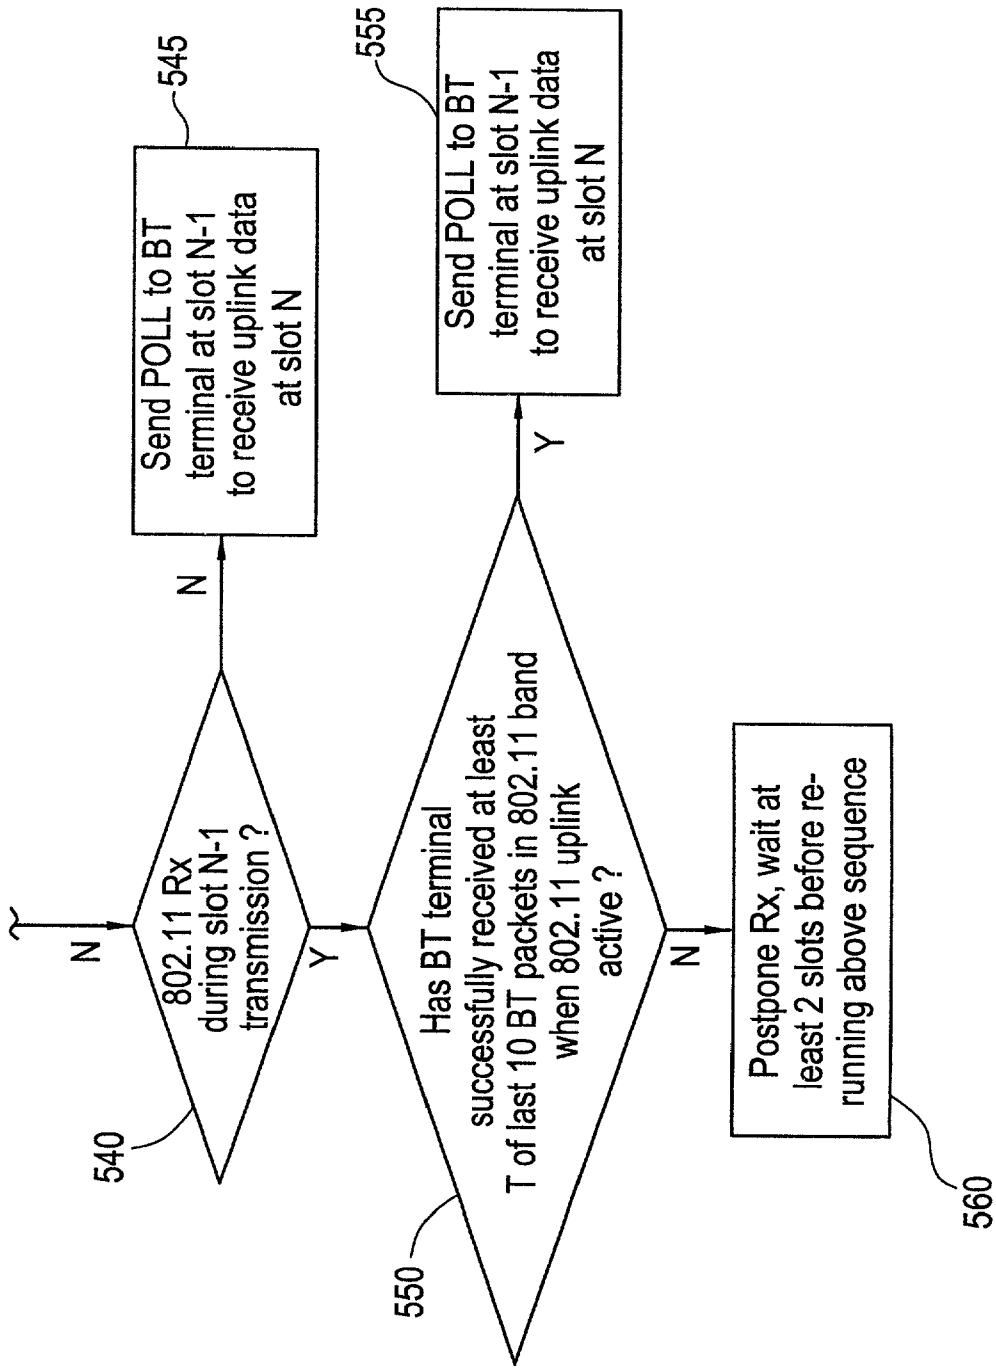 N
802.11 Rx
during slot N-1
transmission ?
540
N
Send POLL to BT
terminal at slot N-1
to receive uplink data
at slot N
545
Y
Has BT terminal
successfully received at least
T of last 10 BT packets in 802.11 band
when 802.11 uplink
active ?
550
Y
Send POLL to BT
terminal at slot N-1
to receive uplink data
at slot N
555
N
Postpone Rx, wait at
least 2 slots before re-
running above sequence
560